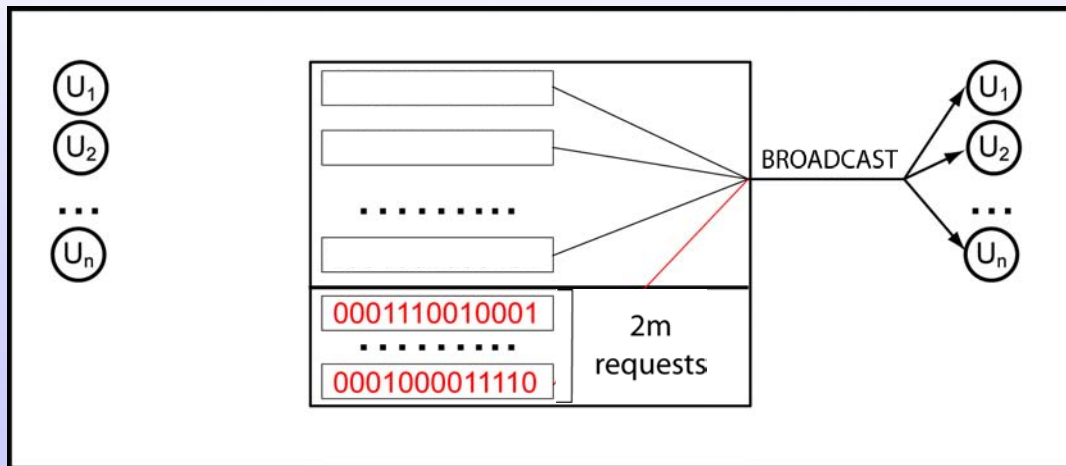 U1
U2
...
Un
BROADCAST
.........
0001110010001
.........
0001000011110
2m
requests
U1
U2
...
Un